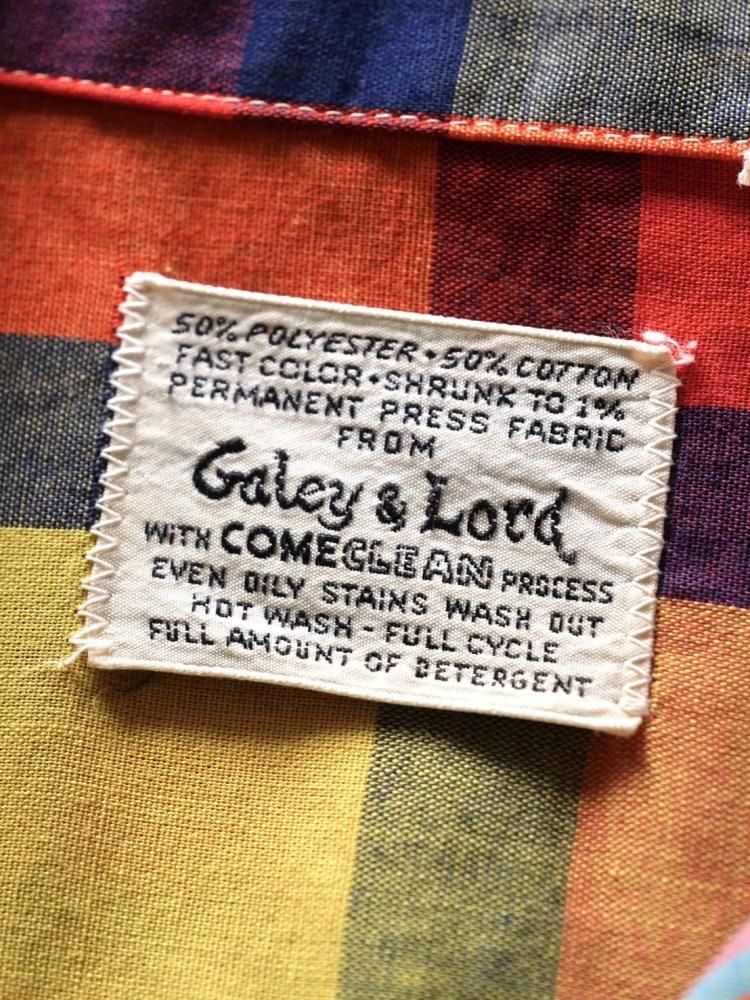 50% POLYESTER • 50% COTTON
FAST COLOR • SHRUNK TO 1%
PERMANENT PRESS FABRIC
FROM
Galey & Lord
WITH COMECLEAN PROCESS
EVEN OILY STAINS WASH OUT
HOT WASH - FULL CYCLE
FULL AMOUNT OF DETERGENT